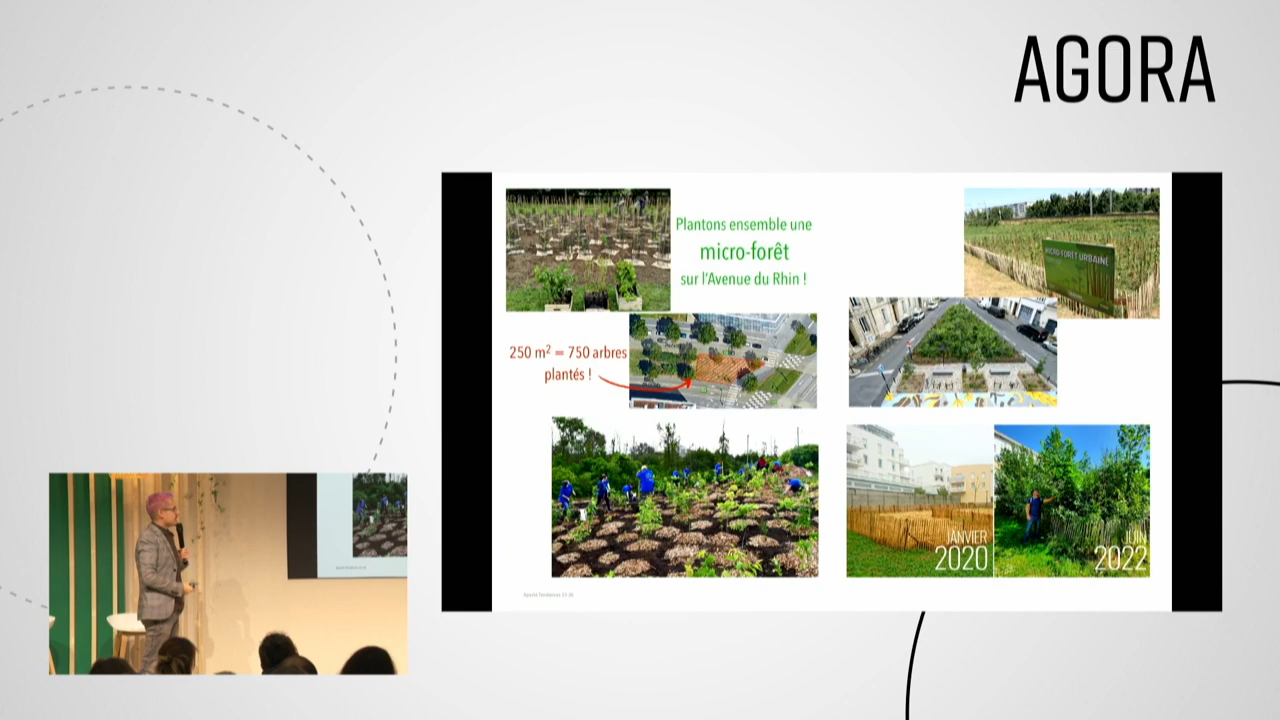 AGORA
Plantons ensemble une
micro-forêt
sur l'Avenue du Rhin !
250 m² = 750 arbres
plantés !
MICRO-FORÊT URBAINE
JANVIER
2020
JUIN
2022